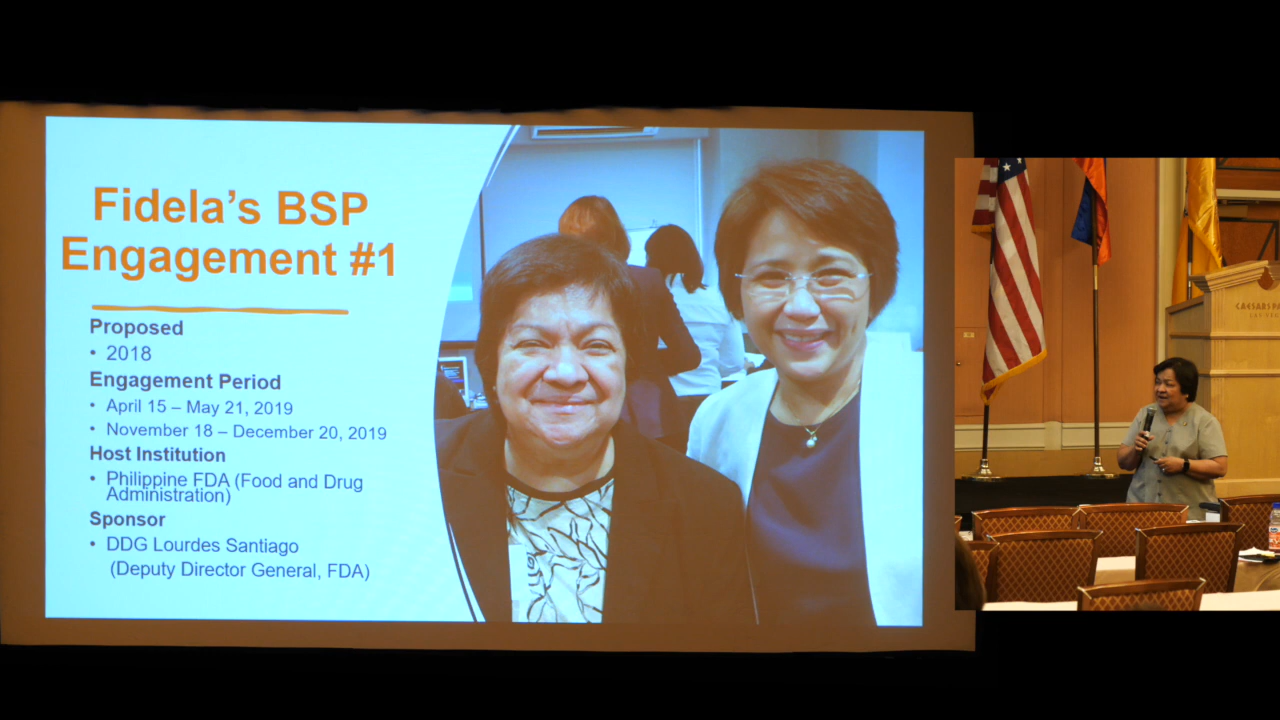 Fidela's BSP
Engagement #1
Proposed
• 2018
Engagement Period
• April 15 – May 21, 2019
• November 18 – December 20, 2019
Host Institution
• Philippine FDA (Food and Drug
Administration)
Sponsor
• DDG Lourdes Santiago
(Deputy Director General, FDA)
CAESARS